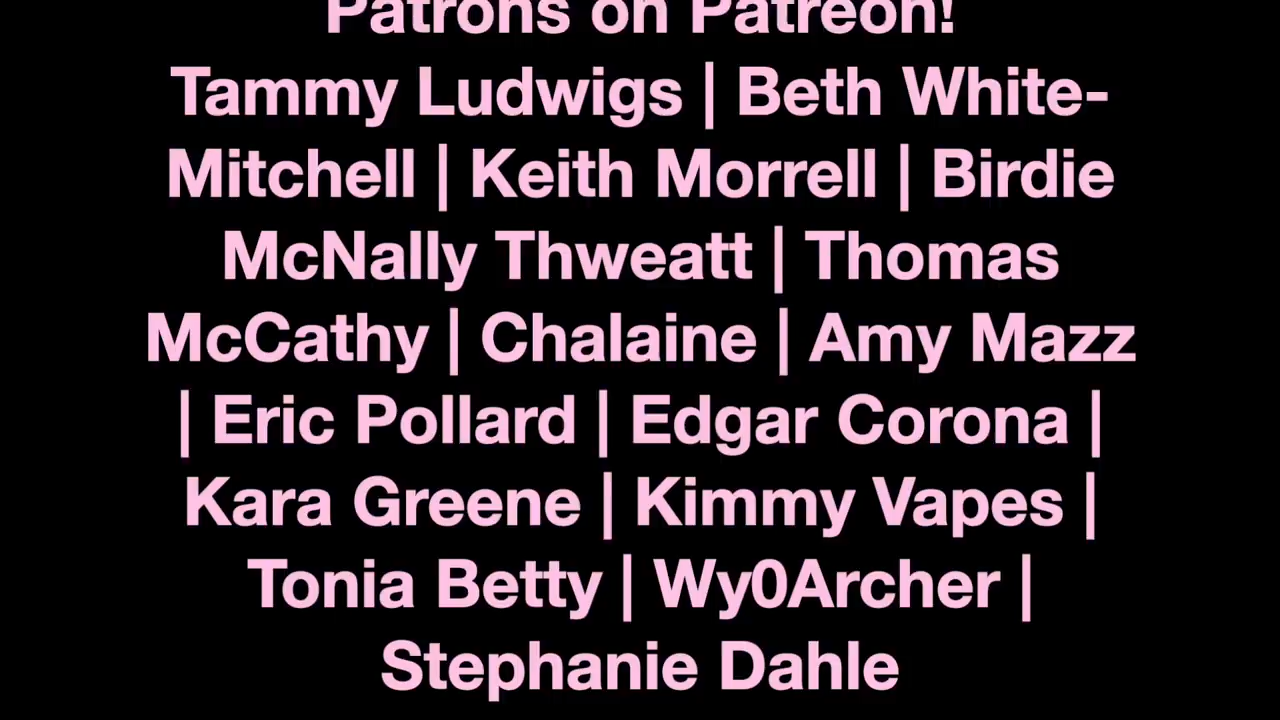 Patrons on Patreon!
Tammy Ludwigs | Beth White-
Mitchell | Keith Morrell | Birdie
McNally Thweatt | Thomas
McCathy | Chalaine | Amy Mazz
| Eric Pollard | Edgar Corona |
Kara Greene | Kimmy Vapes |
Tonia Betty | Wy0Archer |
Stephanie Dahle